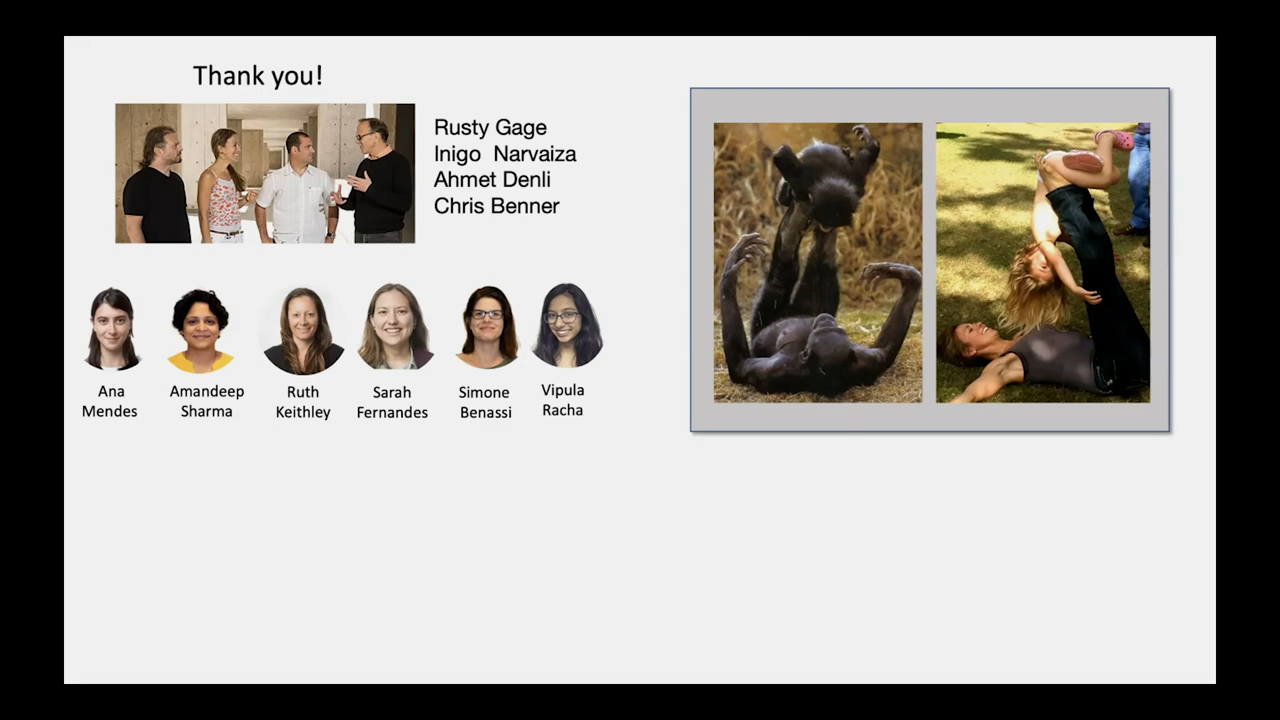 Thank you!
Rusty Gage
Inigo  Narvaiza
Ahmet Denli
Chris Benner
Ana
Mendes
Amandeep
Sharma
Ruth
Keithley
Sarah
Fernandes
Simone
Benassi
Vipula
Racha